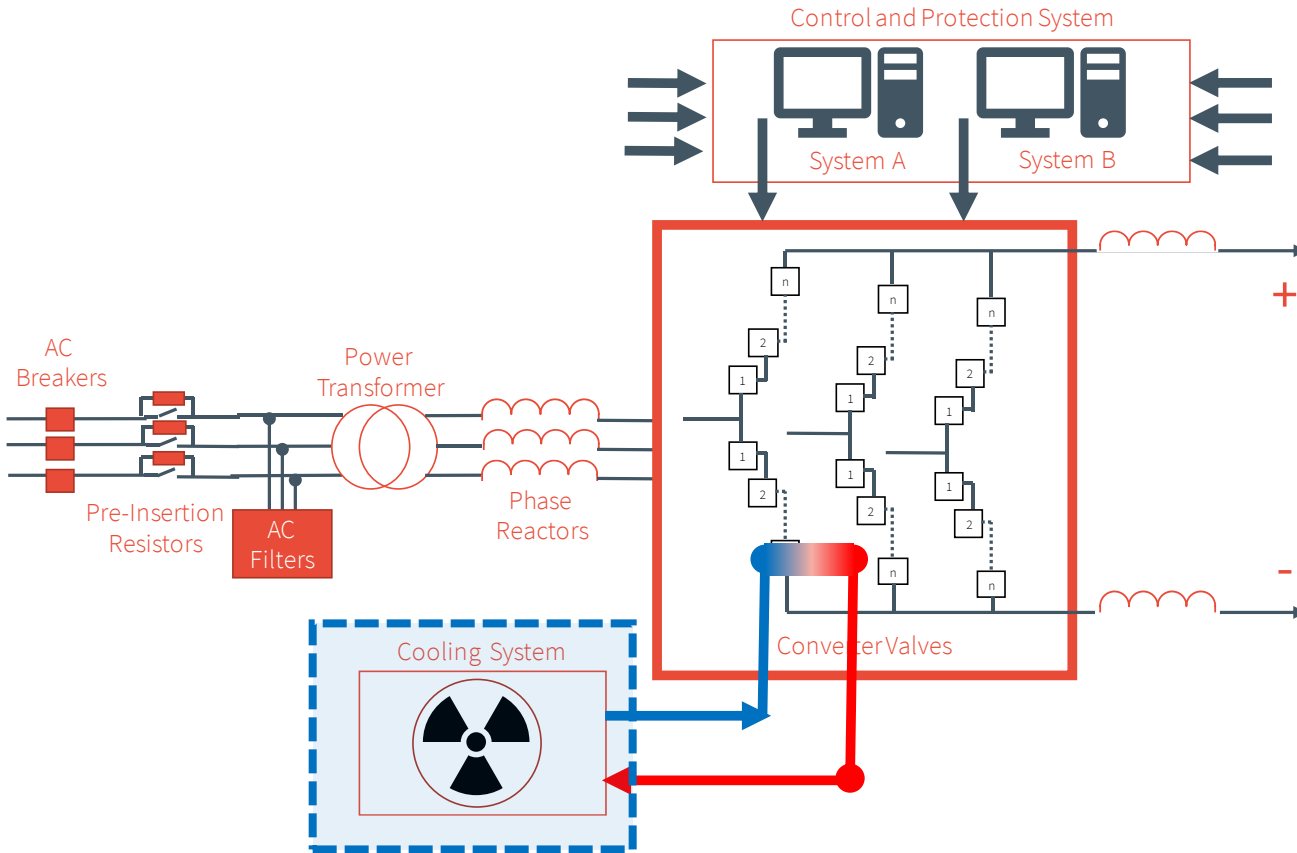 Control and Protection System
System A
System B
n
n
n
+
2
2
2
1
1
1
AC
Breakers
Power
Transformer
1
1
1
2
2
2
Pre-Insertion
Resistors
AC
Filters
Phase
Reactors
n
n
-
Cooling System
Converter Valves